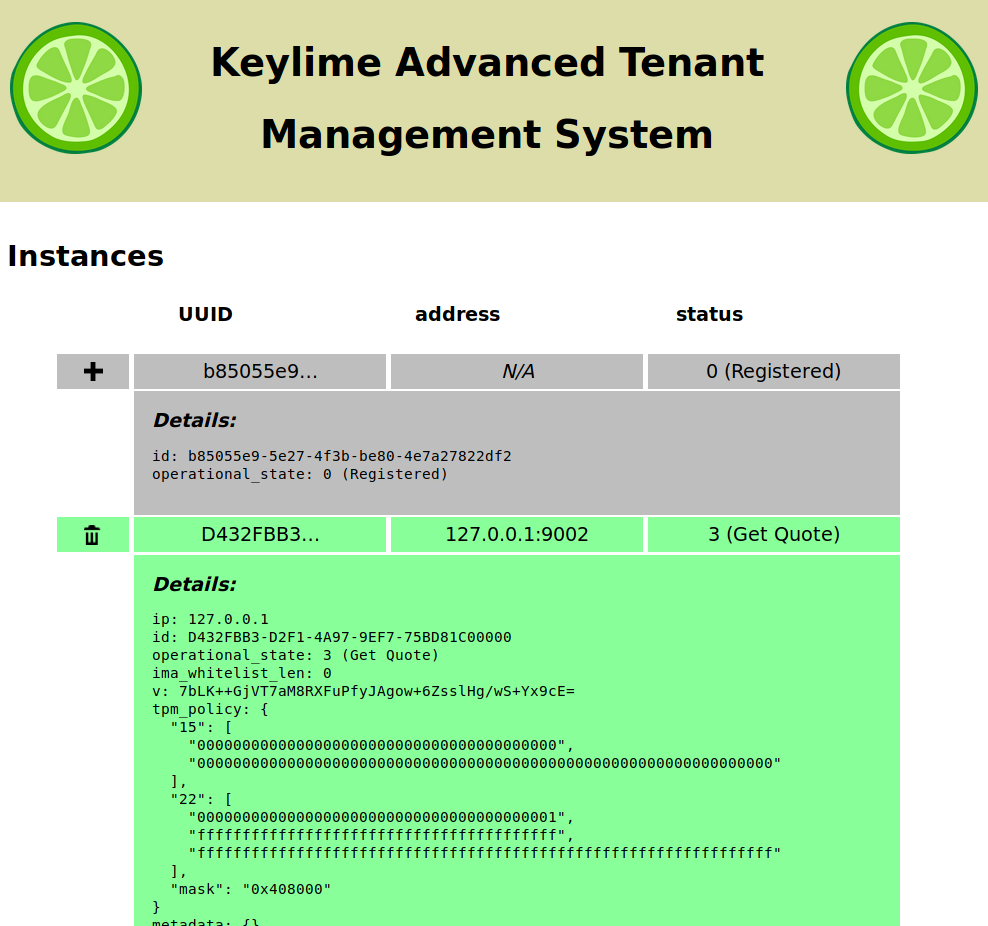 Keylime Advanced Tenant
Management System
Instances
UUID address status
b85055e9... N/A 0 (Registered)
Details:
id: b85055e9-5e27-4f3b-be80-4e7a27822df2
operational_state: 0 (Registered)
D432FBB3... 127.0.0.1:9002 3 (Get Quote)
Details:
ip: 127.0.0.1
id: D432FBB3-D2F1-4A97-9EF7-75BD81C00000
operational_state: 3 (Get Quote)
ima_whitelist_len: 0
v: 7bLK++GjVT7aM8RXFuPfyJAgow+6ZsslHg/wS+Yx9cE=
tpm_policy: {
  "15": [
    "0000000000000000000000000000000000000000",
    "0000000000000000000000000000000000000000000000000000000000000000"
  ],
  "22": [
    "0000000000000000000000000000000000000001",
    "ffffffffffffffffffffffffffffffffffffffff",
    "ffffffffffffffffffffffffffffffffffffffffffffffffffffffffffffffff"
  ],
  "mask": "0x408000"
}
metadata: {}